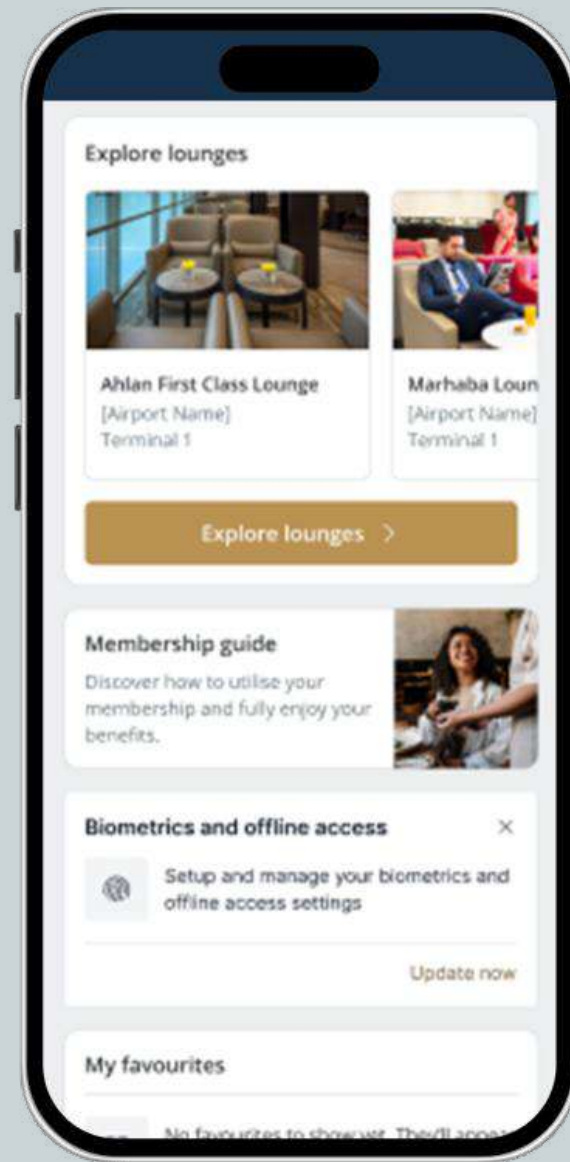 Explore lounges
Ahlan First Class Lounge
[Airport Name]
Terminal 1
Marhaba Loun
[Airport Name]
Terminal 1
Explore lounges
Membership guide
Discover how to utilise your
membership and fully enjoy your
benefits.
Biometrics and offline access
Setup and manage your biometrics and
offline access settings
Update now
My favourites
No favourites to show yet. They'll appear